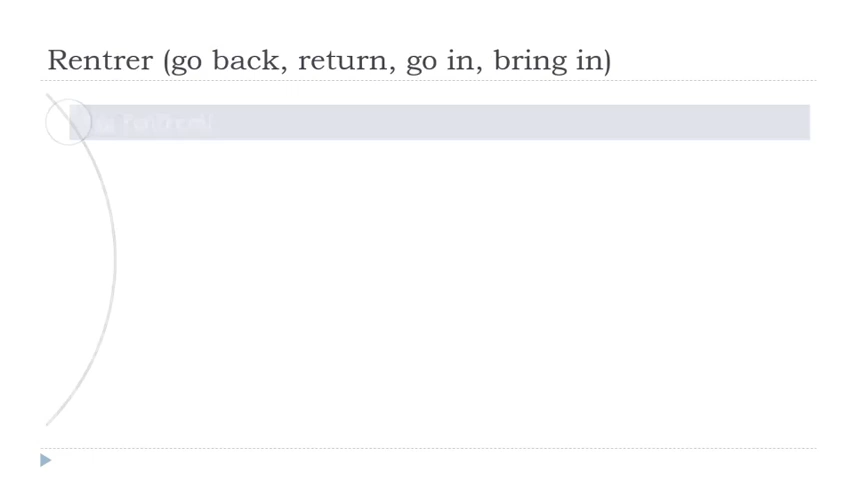 Rentrer (go back, return, go in, bring in)